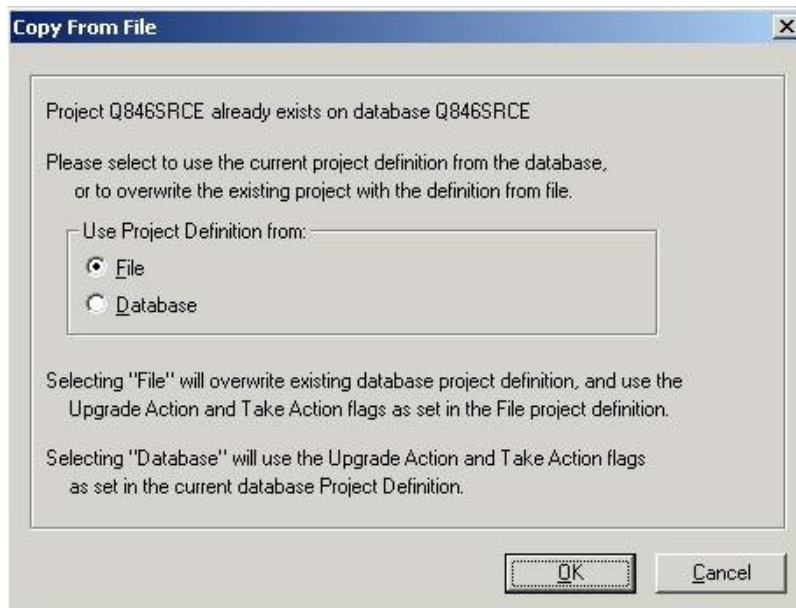 Copy From File
Project Q846SRCE already exists on database Q846SRCE
Please select to use the current project definition from the database,
or to overwrite the existing project with the definition from file.
Use Project Definition from:
File
Database
Selecting "File" will overwrite existing database project definition, and use the
Upgrade Action and Take Action flags as set in the File project definition.
Selecting "Database" will use the Upgrade Action and Take Action flags
as set in the current database Project Definition.
OK
Cancel